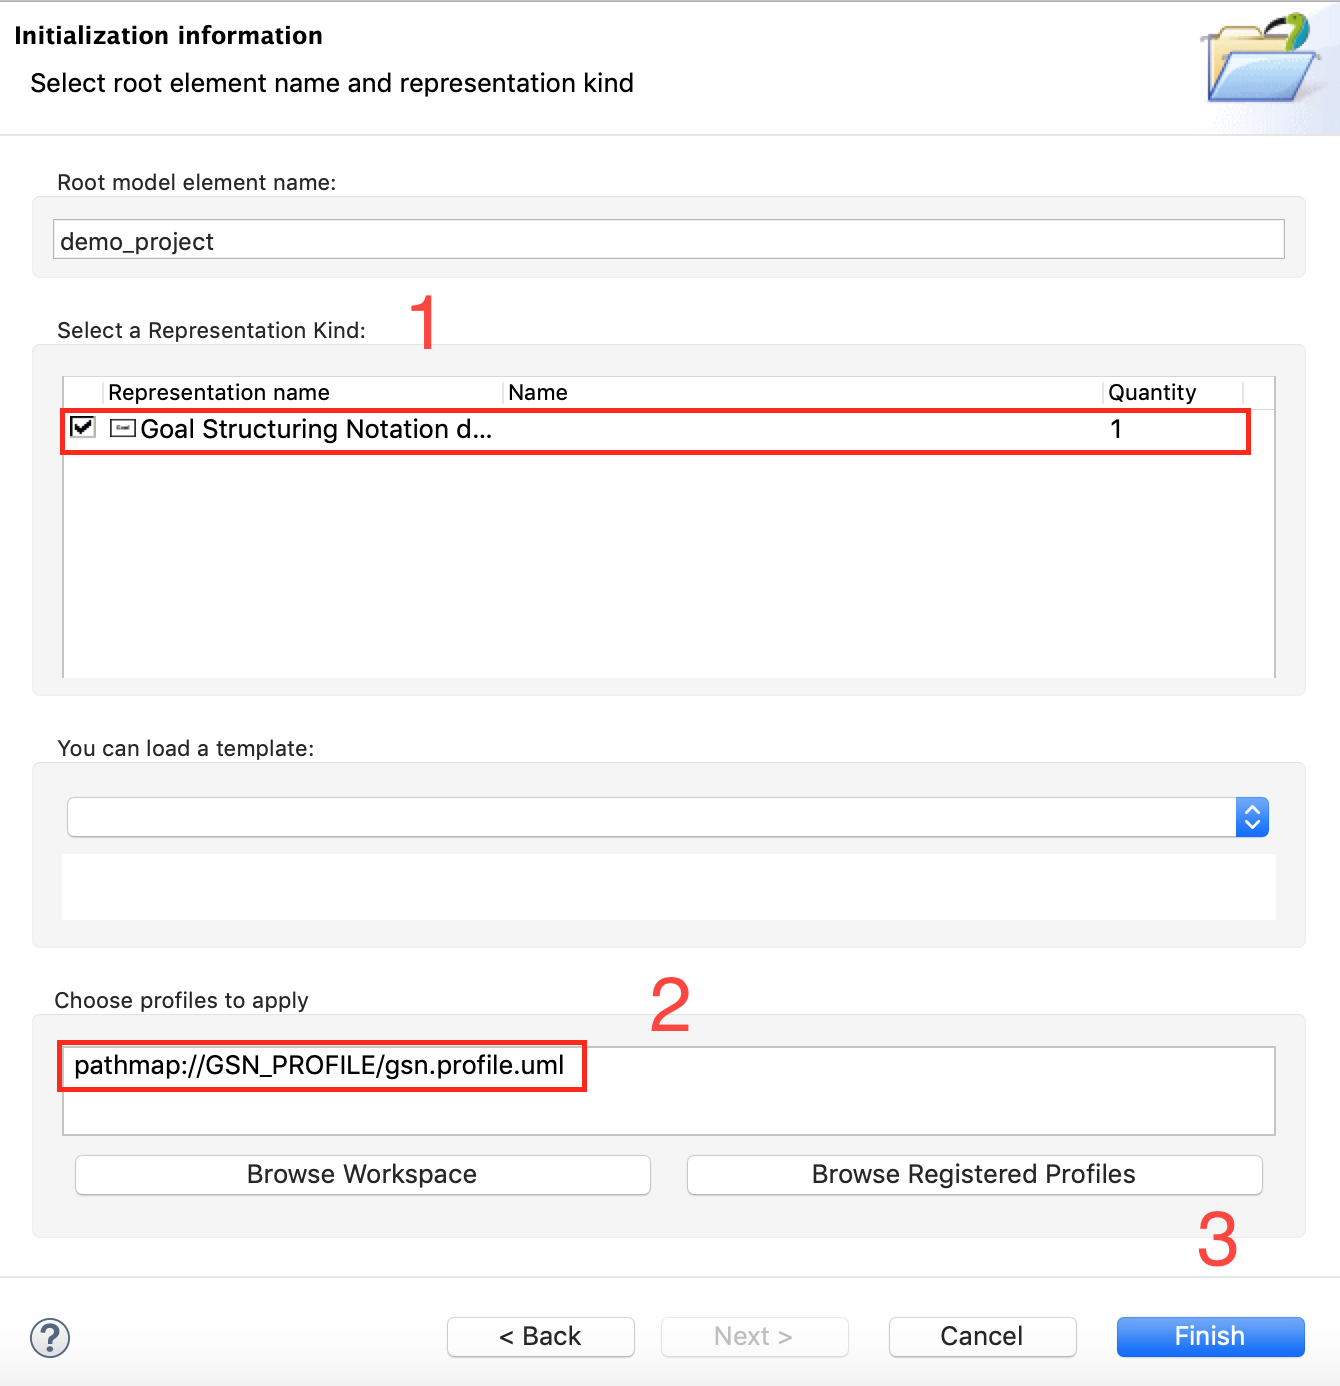 Initialization information
Select root element name and representation kind
Root model element name:
demo_project
1
Select a Representation Kind:
Representation name Name Quantity
Goal Structuring Notation d... 1
You can load a template:
2
Choose profiles to apply
pathmap://GSN_PROFILE/gsn.profile.uml
Browse Workspace Browse Registered Profiles
3
? < Back Next > Cancel Finish